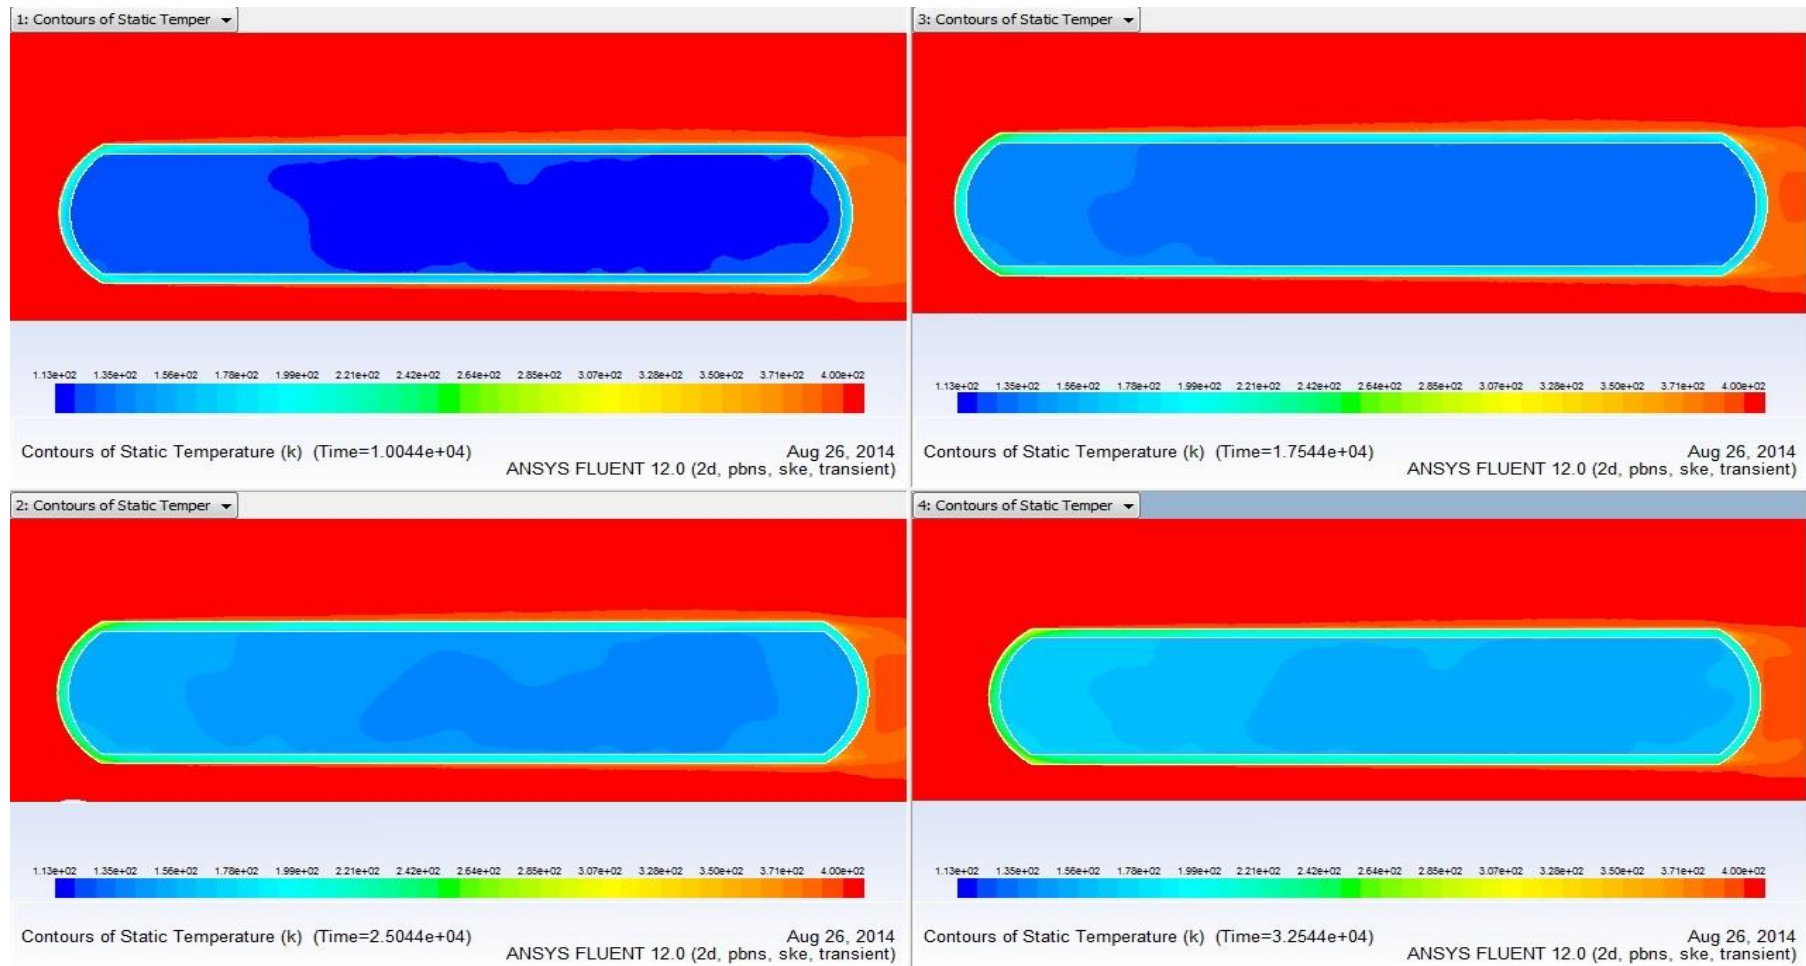 1: Contours of Static Temper
1.13e+02 1.35e+02 1.56e+02 1.78e+02 1.99e+02 2.21e+02 2.42e+02 2.64e+02 2.85e+02 3.07e+02 3.28e+02 3.50e+02 3.71e+02 4.00e+02
Contours of Static Temperature (k) (Time=1.0044e+04)
Aug 26, 2014
ANSYS FLUENT 12.0 (2d, pbns, ske, transient)
3: Contours of Static Temper
1.13e+02 1.35e+02 1.56e+02 1.78e+02 1.99e+02 2.21e+02 2.42e+02 2.64e+02 2.85e+02 3.07e+02 3.28e+02 3.50e+02 3.71e+02 4.00e+02
Contours of Static Temperature (k) (Time=1.7544e+04)
Aug 26, 2014
ANSYS FLUENT 12.0 (2d, pbns, ske, transient)
2: Contours of Static Temper
1.13e+02 1.35e+02 1.56e+02 1.78e+02 1.99e+02 2.21e+02 2.42e+02 2.64e+02 2.85e+02 3.07e+02 3.28e+02 3.50e+02 3.71e+02 4.00e+02
Contours of Static Temperature (k) (Time=2.5044e+04)
Aug 26, 2014
ANSYS FLUENT 12.0 (2d, pbns, ske, transient)
4: Contours of Static Temper
1.13e+02 1.35e+02 1.56e+02 1.78e+02 1.99e+02 2.21e+02 2.42e+02 2.64e+02 2.85e+02 3.07e+02 3.28e+02 3.50e+02 3.71e+02 4.00e+02
Contours of Static Temperature (k) (Time=3.2544e+04)
Aug 26, 2014
ANSYS FLUENT 12.0 (2d, pbns, ske, transient)